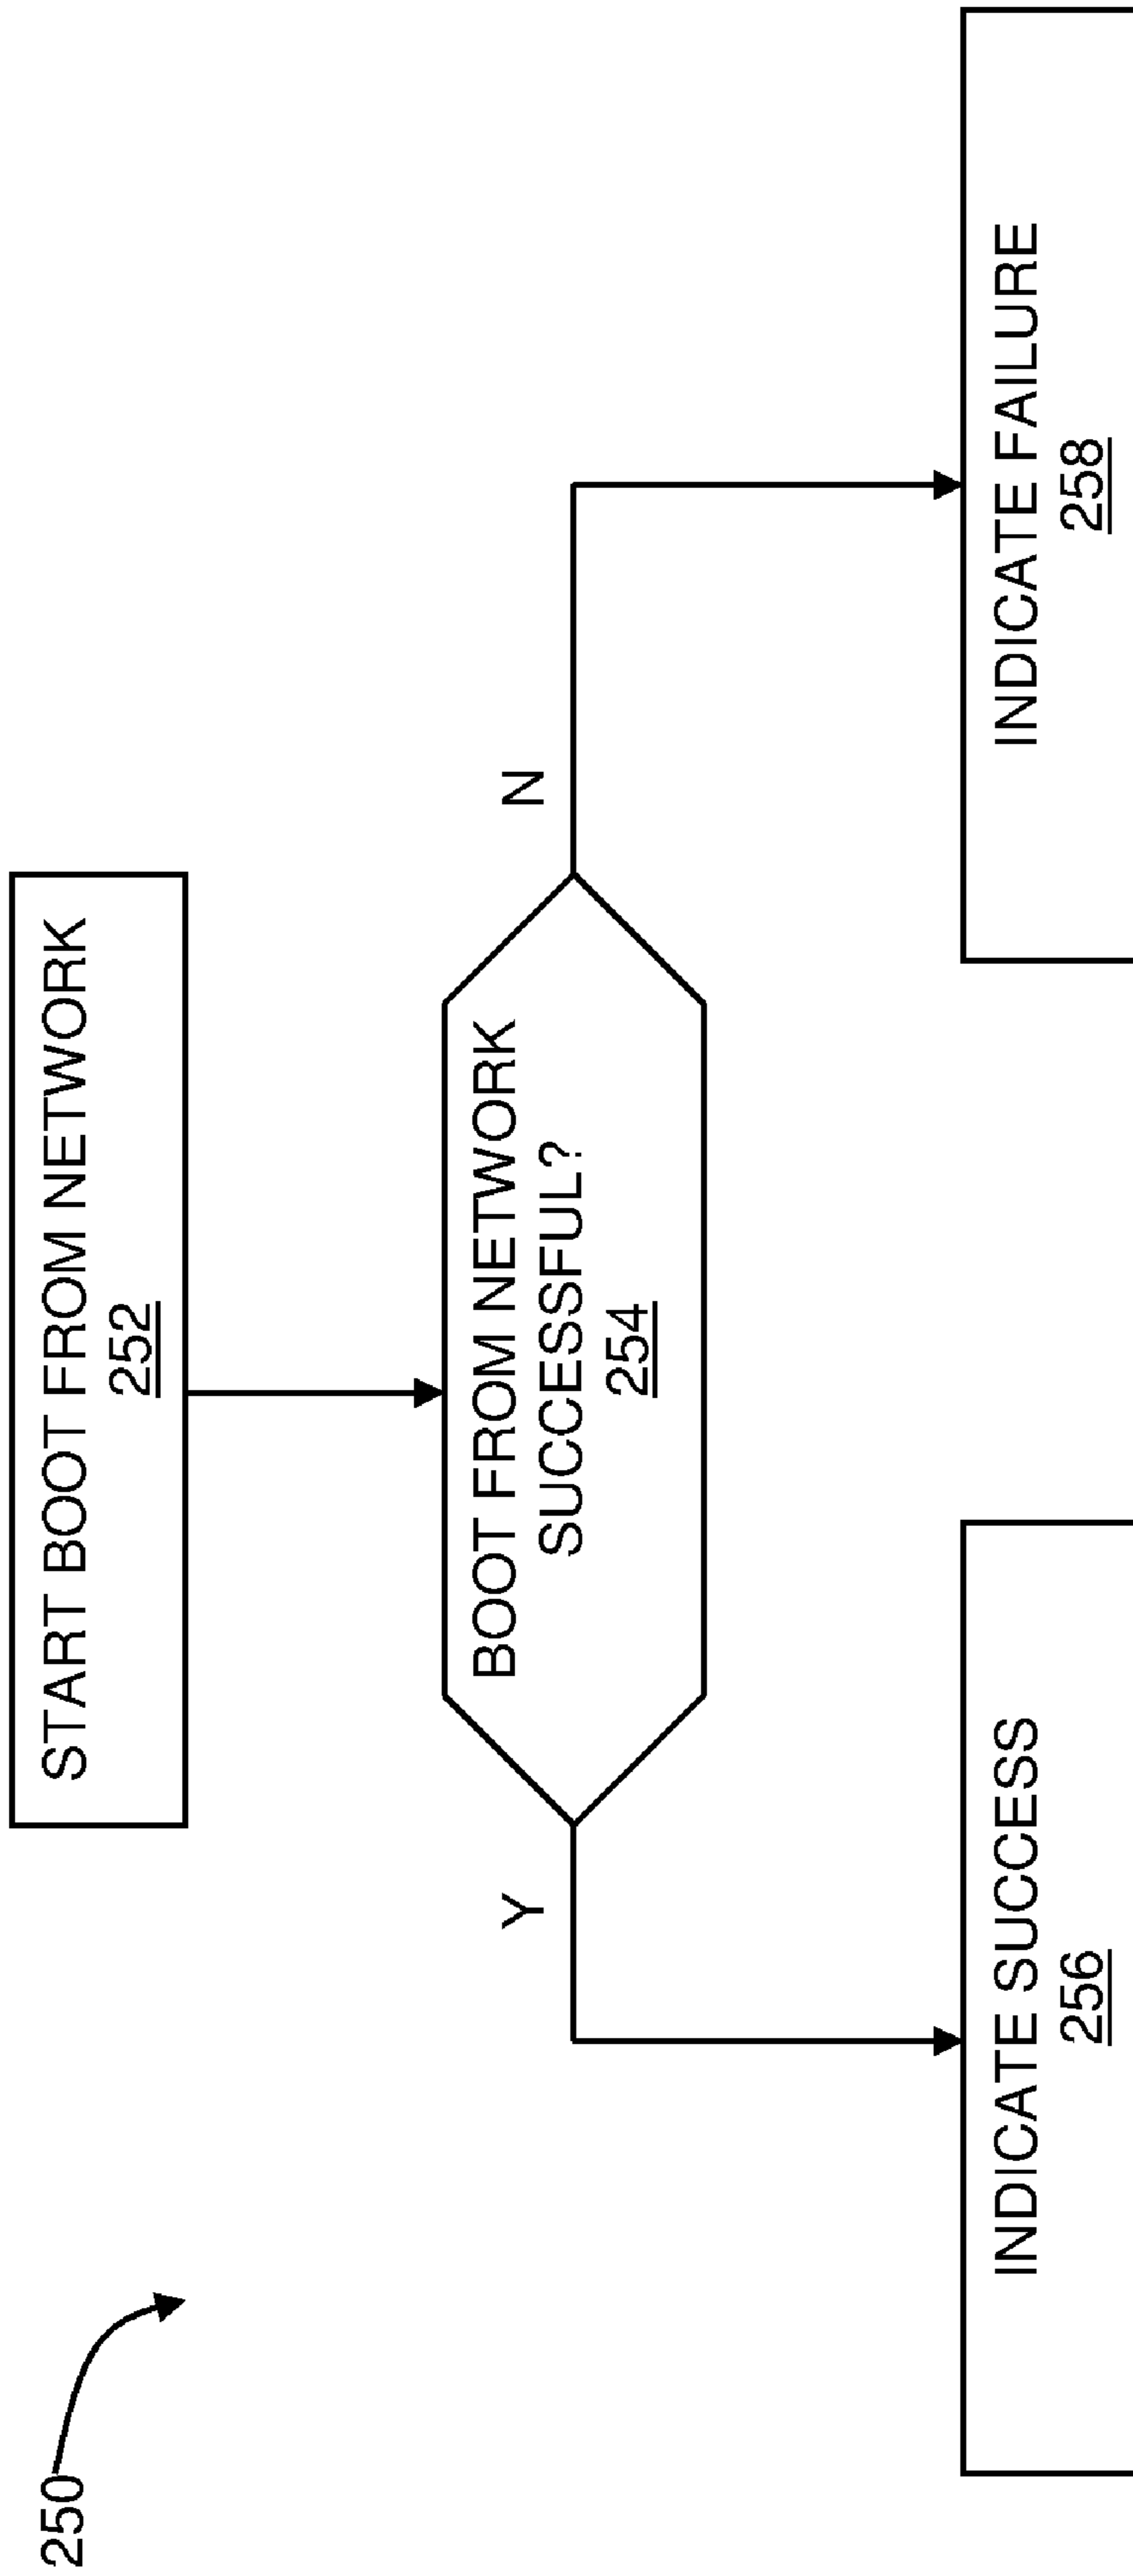 250
START BOOT FROM NETWORK
252
BOOT FROM NETWORK
SUCCESSFUL?
254
Y
N
INDICATE SUCCESS
256
INDICATE FAILURE
258